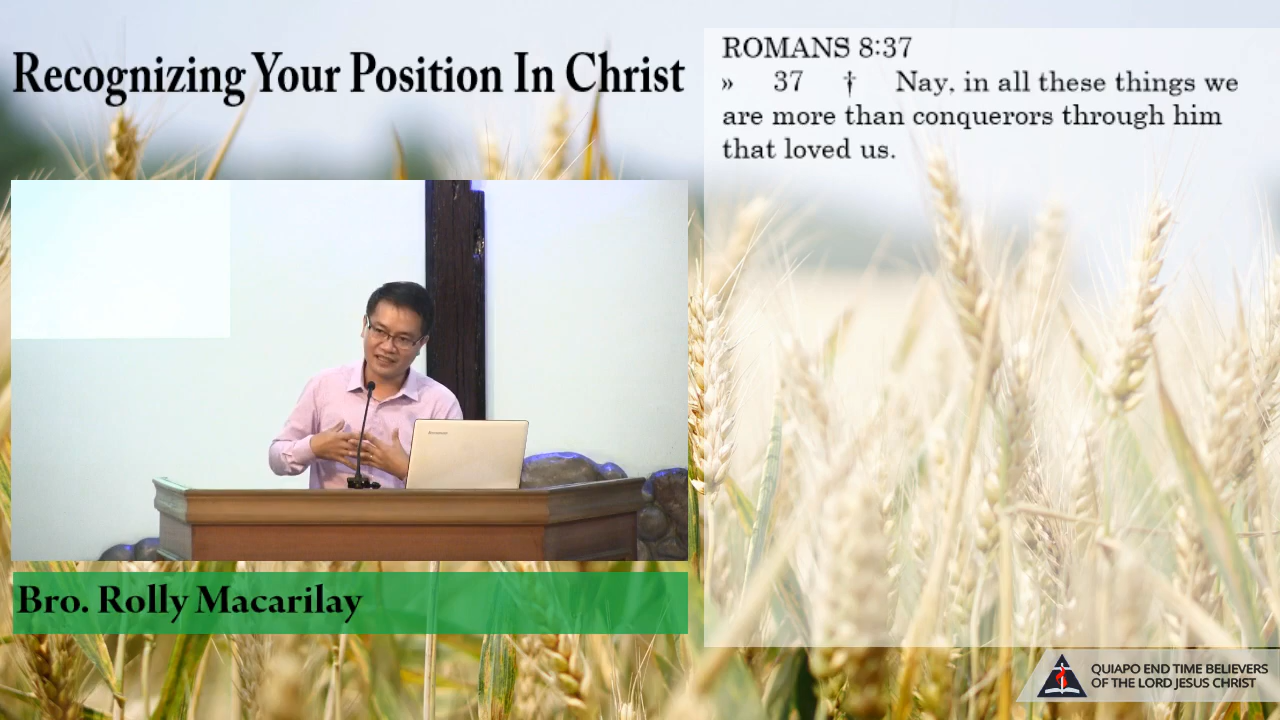 Recognizing Your Position In Christ
ROMANS 8:37
» 37 † Nay, in all these things we
are more than conquerors through him
that loved us.
Bro. Rolly Macarilay
QUIAPO END TIME BELIEVERS
OF THE LORD JESUS CHRIST